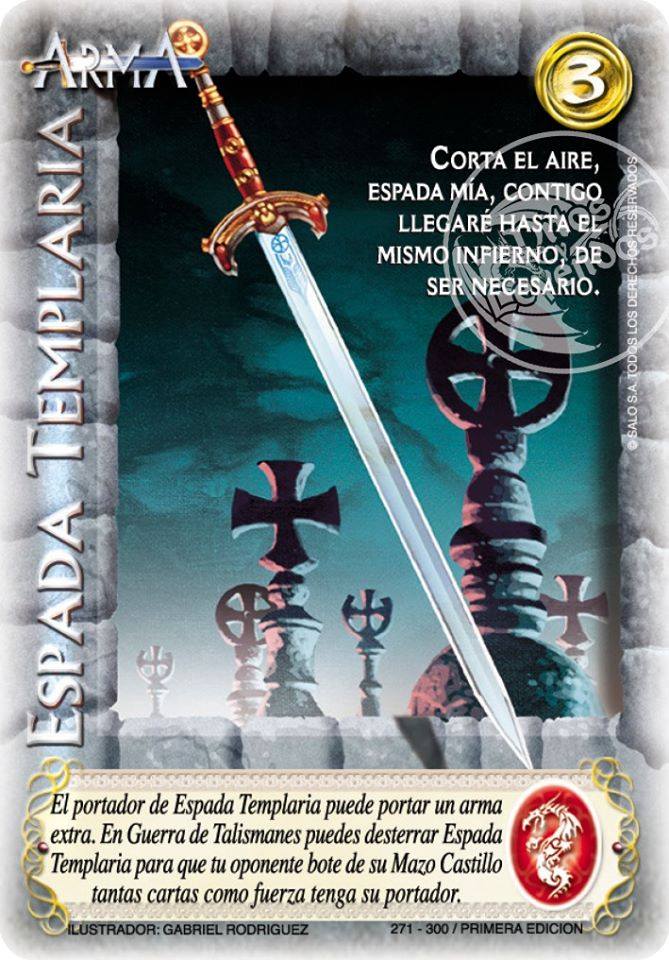 ARMA
3
ESPADA TEMPLARIA
CORTA EL AIRE,
ESPADA MÍA, CONTIGO
LLEGARÉ HASTA EL
MISMO INFIERNO, DE
SER NECESARIO.
© SALO S.A. TODOS LOS DERECHOS RESERVADOS
El portador de Espada Templaria puede portar un arma
extra. En Guerra de Talismanes puedes desterrar Espada
Templaria para que tu oponente bote de su Mazo Castillo
tantas cartas como fuerza tenga su portador.
ILUSTRADOR: GABRIEL RODRIGUEZ
271 - 300 / PRIMERA EDICION